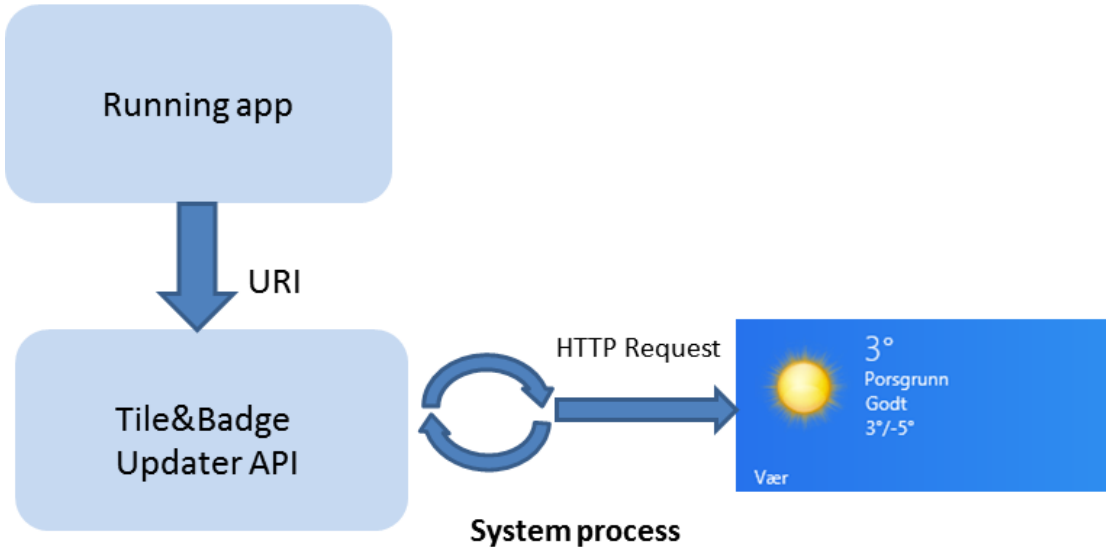 Running app
URI
Tile&Badge
Updater API
HTTP Request
3°
Porsgrunn
Godt
3°/-5°
Vær
System process